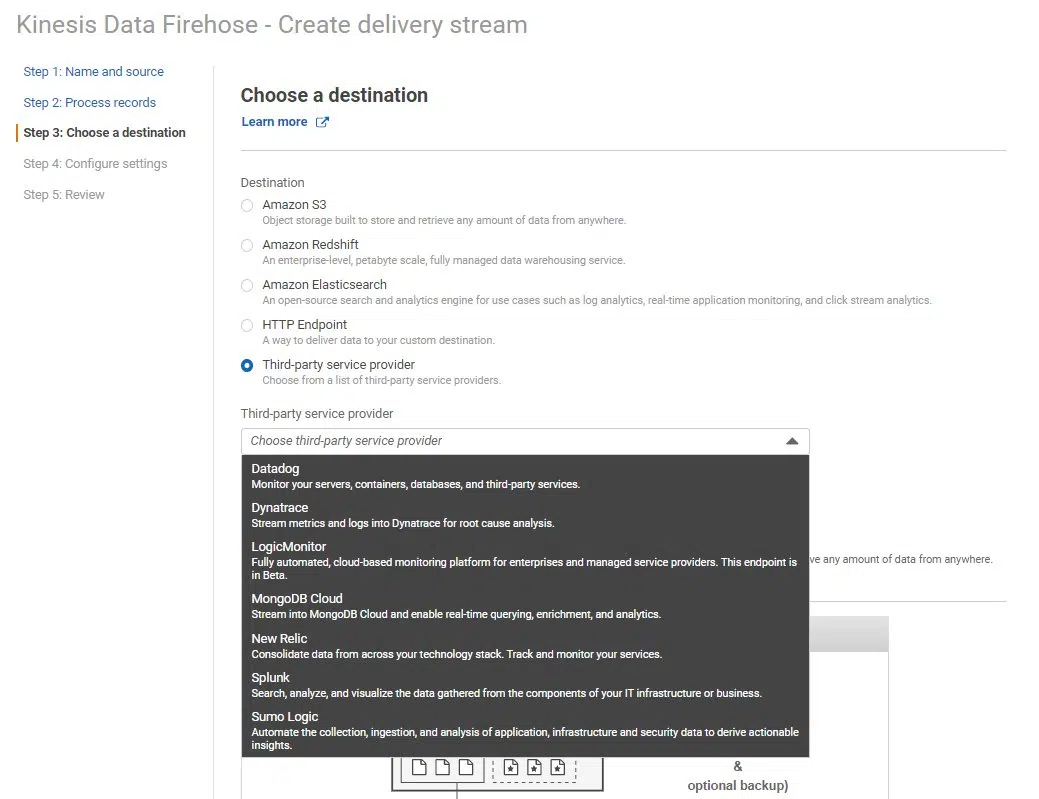 Kinesis Data Firehose - Create delivery stream
Step 1: Name and source
Step 2: Process records
Step 3: Choose a destination
Step 4: Configure settings
Step 5: Review
Choose a destination
Learn more
Destination
Amazon S3
Object storage built to store and retrieve any amount of data from anywhere.
Amazon Redshift
An enterprise-level, petabyte scale, fully managed data warehousing service.
Amazon Elasticsearch
An open-source search and analytics engine for use cases such as log analytics, real-time application monitoring, and click stream analytics.
HTTP Endpoint
A way to deliver data to your custom destination.
Third-party service provider
Choose from a list of third-party service providers.
Third-party service provider
Choose third-party service provider
Datadog
Monitor your servers, containers, databases, and third-party services.
Dynatrace
Stream metrics and logs into Dynatrace for root cause analysis.
LogicMonitor
Fully automated, cloud-based monitoring platform for enterprises and managed service providers. This endpoint is
in Beta.
ve any amount of data from anywhere.
MongoDB Cloud
Stream into MongoDB Cloud and enable real-time querying, enrichment, and analytics.
New Relic
Consolidate data from across your technology stack. Track and monitor your services.
Splunk
Search, analyze, and visualize the data gathered from the components of your IT infrastructure or business.
Sumo Logic
Automate the collection, ingestion, and analysis of application, infrastructure and security data to derive actionable
insights.
&
optional backup)